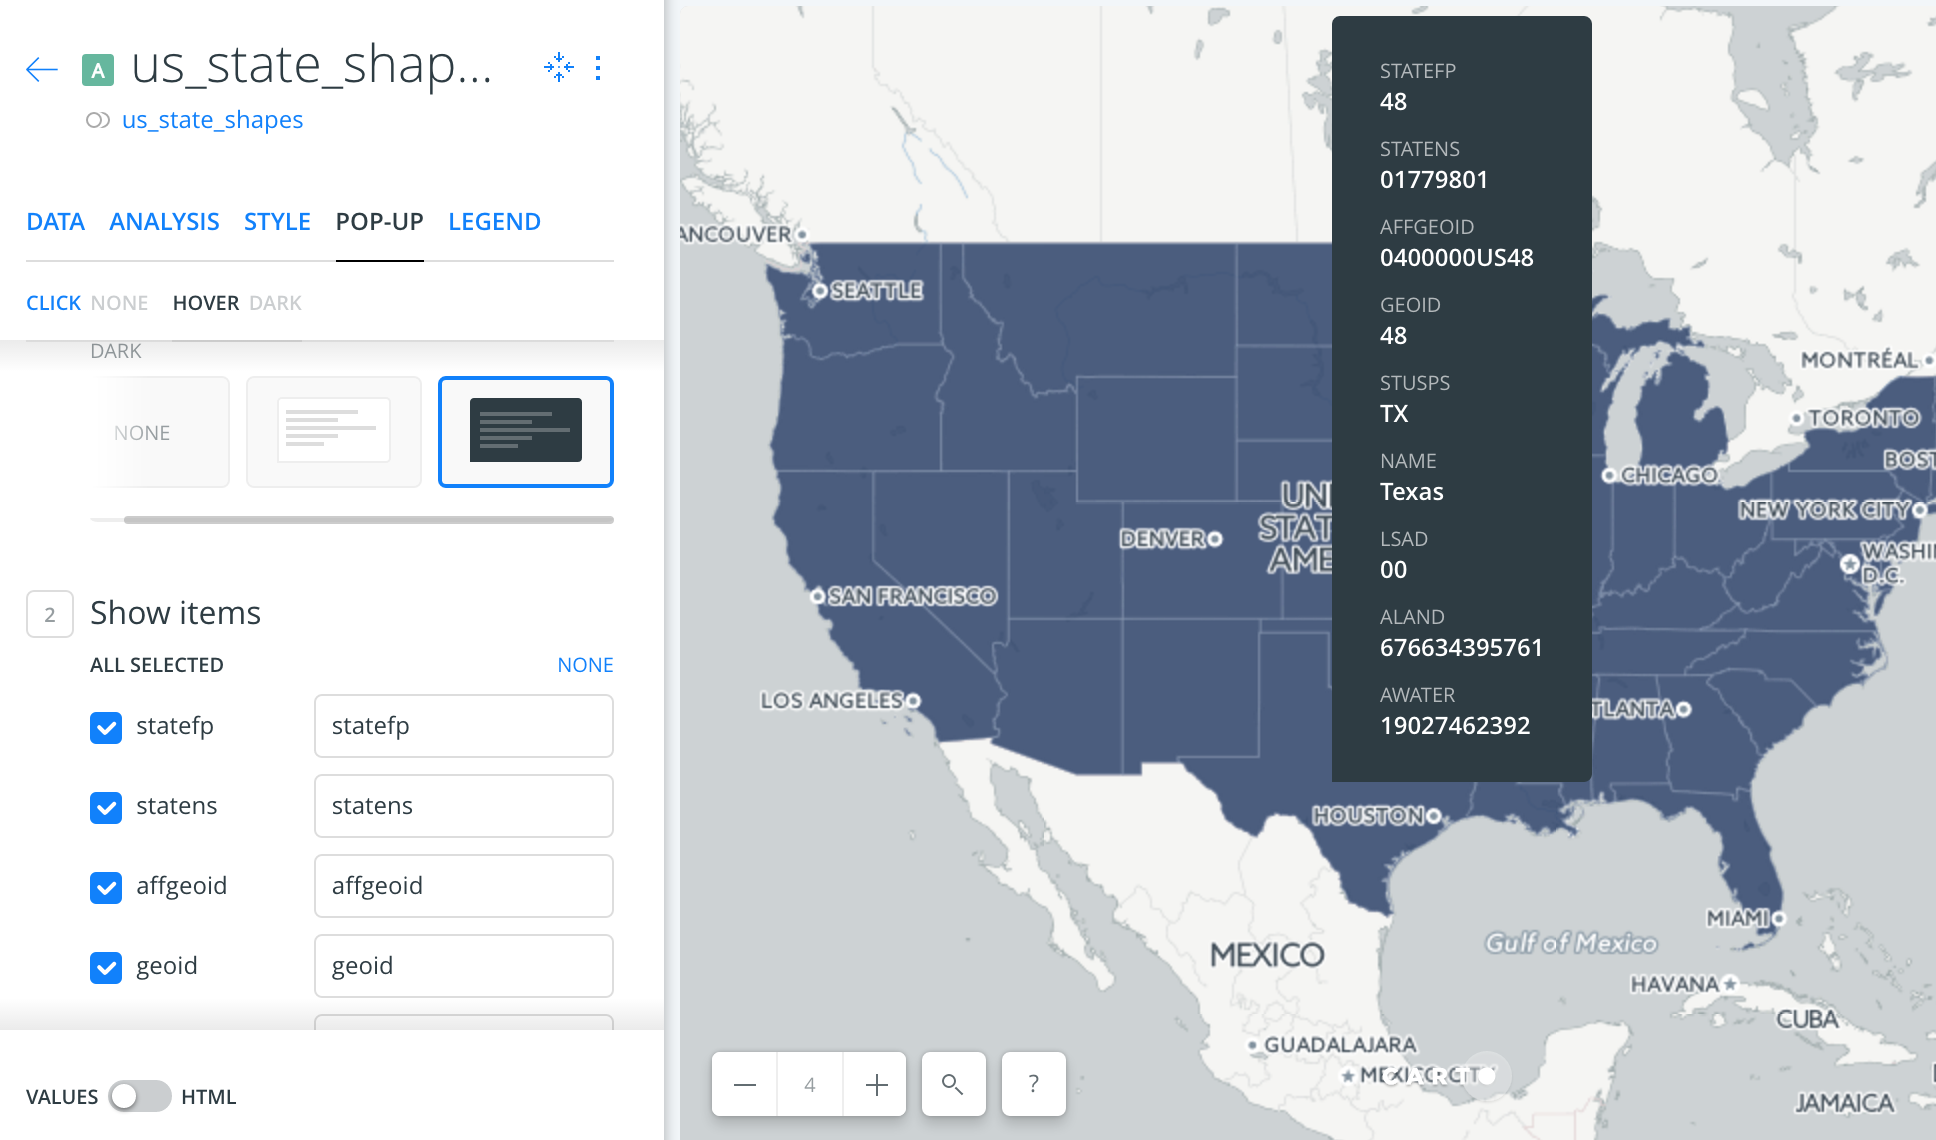 A us_state_shap...
us_state_shapes
DATA ANALYSIS STYLE POP-UP LEGEND
CLICK NONE HOVER DARK
DARK
NONE
2 Show items
ALL SELECTED NONE
statefp statefp
statens statens
affgeoid affgeoid
geoid geoid
VALUES HTML
STATEFP
48
STATENS
01779801
AFFGEOID
0400000US48
GEOID
48
STUSPS
TX
NAME
Texas
LSAD
00
ALAND
676634395761
AWATER
19027462392
ANCOUVER
SEATTLE
MONTRÉAL
TORONTO
BOST
CHICAGO
NEW YORK CITY
UNI
STAT
AME
DENVER
WASHI
D.C.
SAN FRANCISCO
LOS ANGELES
TLANTA
HOUSTON
MIAMI
Gulf of Mexico
MEXICO
HAVANA
CUBA
GUADALAJARA
MEXICO CITY
CARTO
JAMAICA
4 ?